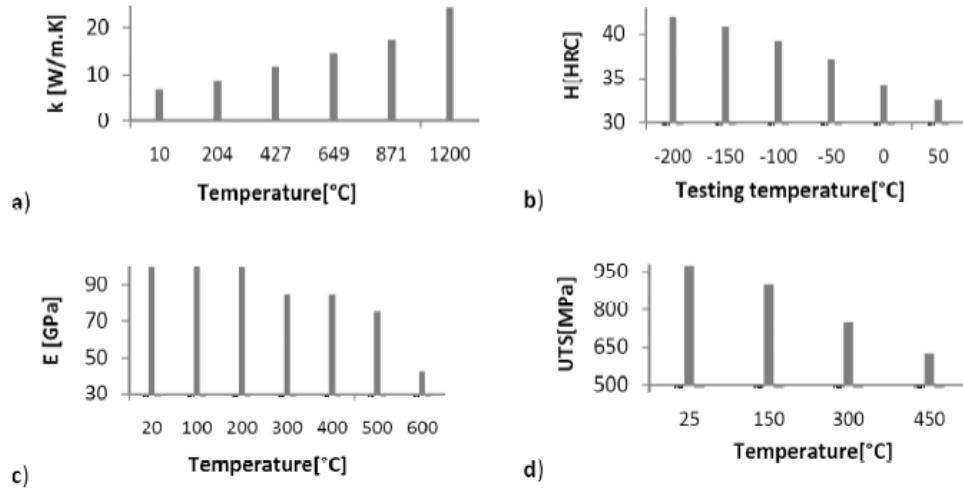 k [W/m.K]
20
10
0
10 204 427 649 871 1200
Temperature[°C]
a)
H[HRC]
40
35
30
-200 -150 -100 -50 0 50
Testing temperature[°C]
b)
E [GPa]
90
70
50
30
20 100 200 300 400 500 600
Temperature[°C]
c)
UTS[MPa]
950
800
650
500
25 150 300 450
Temperature[°C]
d)